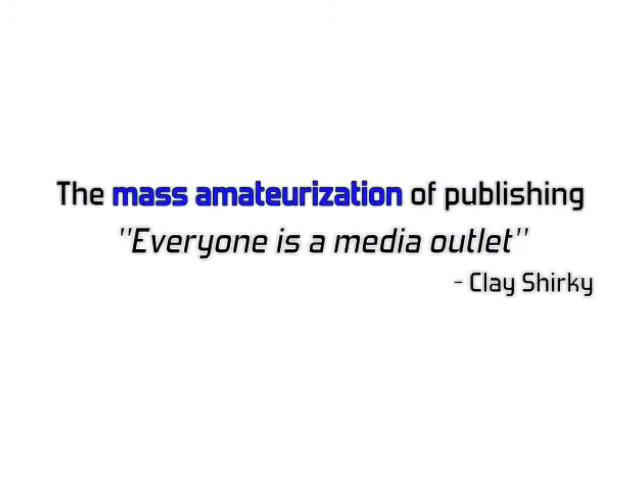 The mass amateurization of publishing
"Everyone is a media outlet"
- Clay Shirky